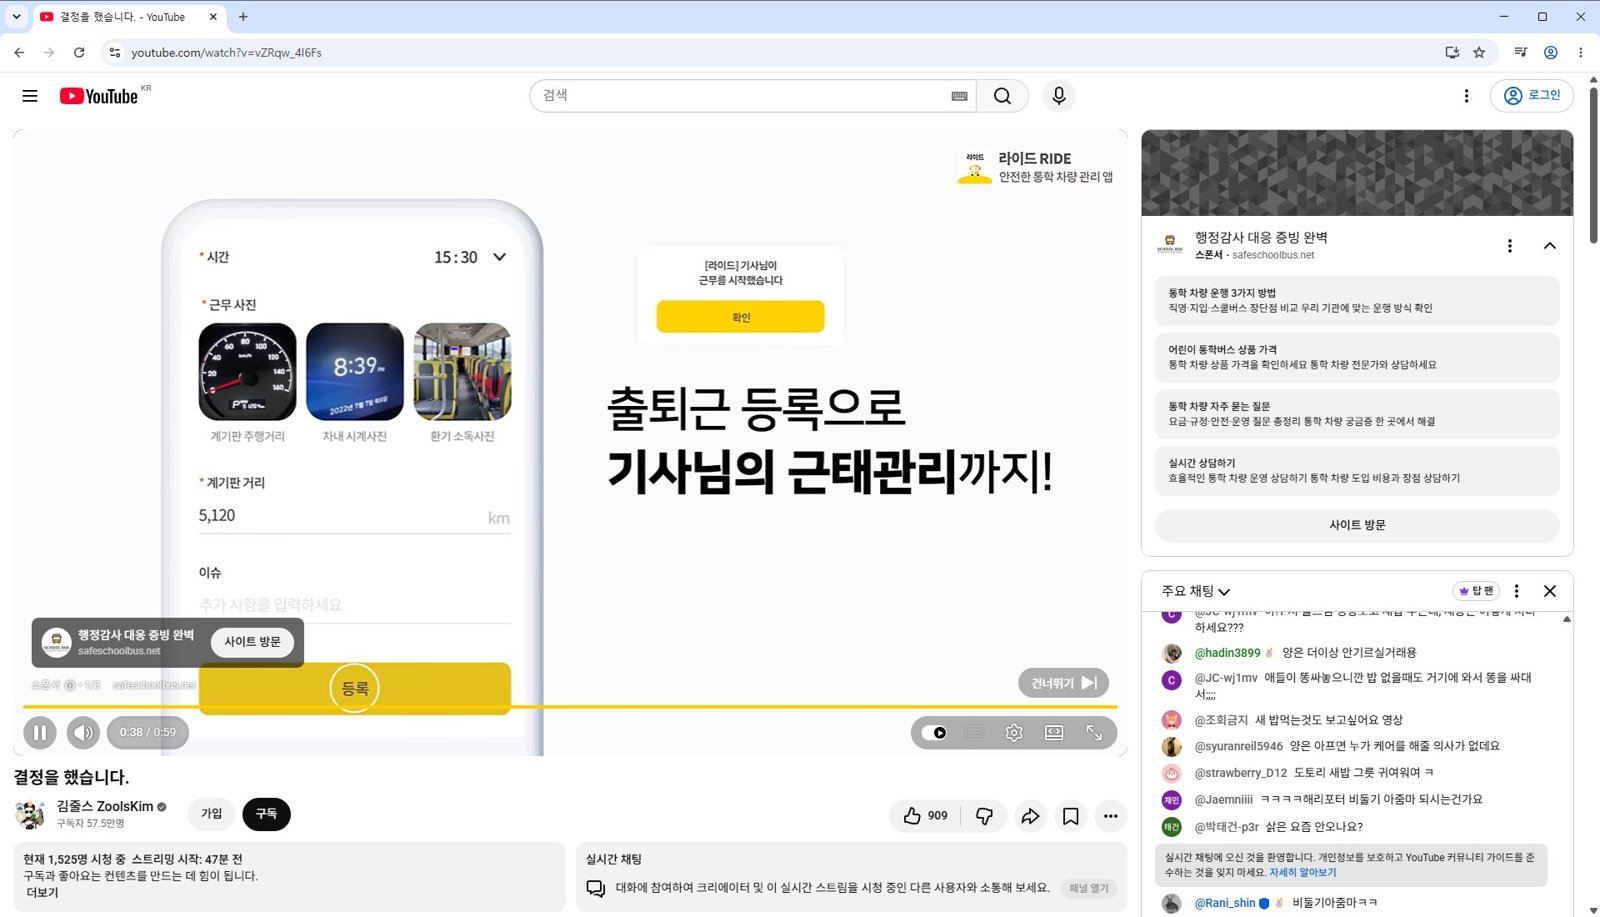 결정을 했습니다. - YouTube
youtube.com/watch?v=vZRqw_4I6Fs
YouTube KR
검색
로그인
라이드
라이드 RIDE
안전한 통학 차량 관리 앱
* 시간
15:30
* 근무 사진
8:39
2022년 7월 7일 목요일
계기판 주행거리
차내 시계사진
환기 소독사진
* 계기판 거리
5,120
km
이슈
추가 사항을 입력하세요
등록
[라이드] 기사님이
근무를 시작했습니다
확인
출퇴근 등록으로
기사님의 근태관리까지!
행정감사 대응 증빙 완벽
safeschoolbus.net
사이트 방문
스폰서 · 1/3 safeschoolbus.net
건너뛰기
0:38 / 0:59
결정을 했습니다.
김줄스 ZoolsKim
구독자 57.5만명
가입
구독
909
현재 1,525명 시청 중 스트리밍 시작: 47분 전
구독과 좋아요는 컨텐츠를 만드는 데 힘이 됩니다.
더보기
실시간 채팅
대화에 참여하여 크리에이터 및 이 실시간 스트림을 시청 중인 다른 사용자와 소통해 보세요.
패널 열기
행정감사 대응 증빙 완벽
스폰서 · safeschoolbus.net
통학 차량 운행 3가지 방법
직영·지입·스쿨버스 장단점 비교 우리 기관에 맞는 운행 방식 확인
어린이 통학버스 상품 가격
통학 차량 상품 가격을 확인하세요 통학 차량 전문가와 상담하세요
통학 차량 자주 묻는 질문
요금·규정·안전·운영 질문 총정리 통학 차량 궁금증 한 곳에서 해결
실시간 상담하기
효율적인 통학 차량 운영 상담하기 통학 차량 도입 비용과 장점 상담하기
사이트 방문
주요 채팅
탑 팬
하세요???
@hadin3899 양은 더이상 안기르실거래용
@JC-wj1mv 애들이 똥싸놓으니깐 밥 없을때도 거기에 와서 똥을 싸대
서;;;;
@조회금지 새 밥먹는것도 보고싶어요 영상
@syuranreil5946 양은 아프면 누가 케어를 해줄 의사가 없데요
@strawberry_D12 도토리 새밥 그릇 귀여워여 ㅋ
@Jaemniiii ㅋㅋㅋㅋ해리포터 비둘기 아줌마 되시는건가요
@박태건-p3r 삵은 요즘 안오나요?
실시간 채팅에 오신 것을 환영합니다. 개인정보를 보호하고 YouTube 커뮤니티 가이드를 준
수하는 것을 잊지 마세요. 자세히 알아보기
@Rani_shin 비둘기아줌마ㅋㅋ